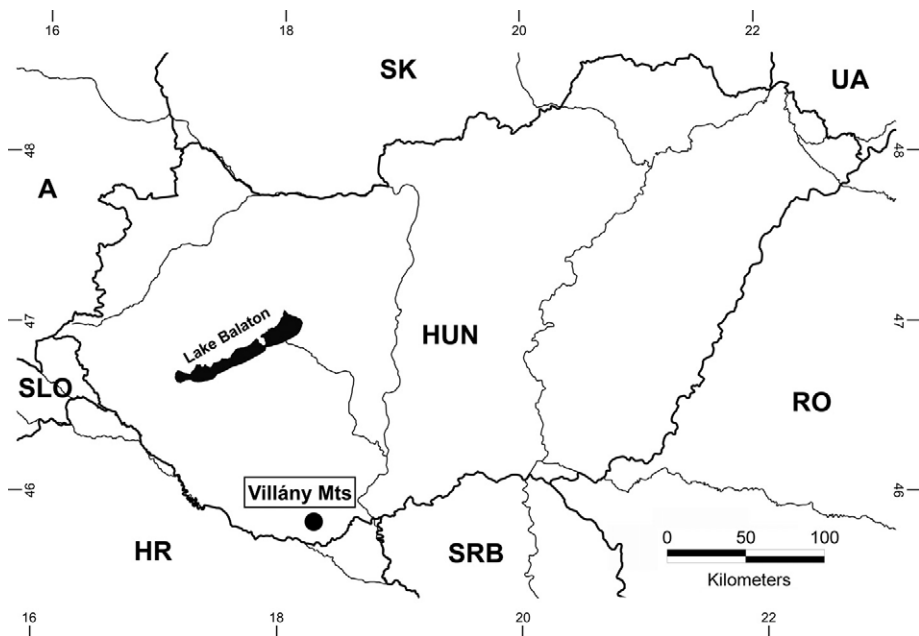 16 18 20 22
SK
UA
48 48
A
Lake Balaton
47 47
HUN
SLO
RO
46 46
Villány Mts
HR
SRB
0 50 100
Kilometers
16 18 20 22